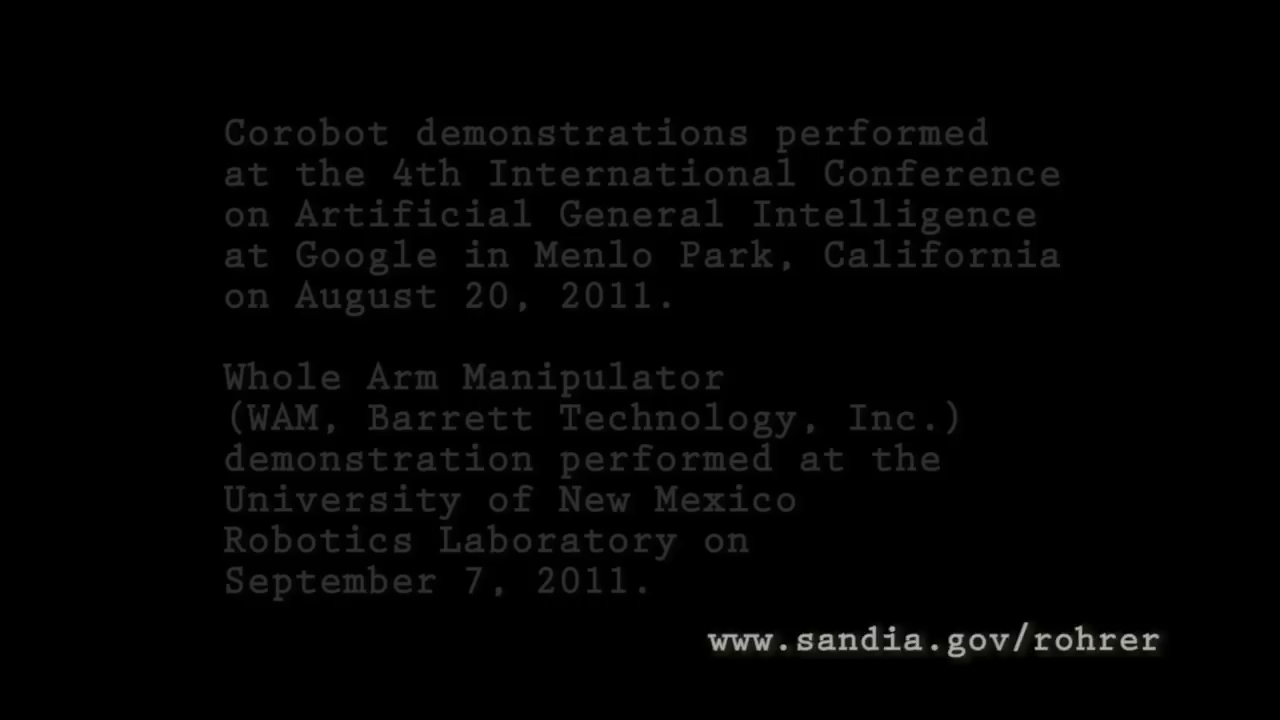 Corobot demonstrations performed
at the 4th International Conference
on Artificial General Intelligence
at Google in Menlo Park, California
on August 20, 2011.
Whole Arm Manipulator
(WAM, Barrett Technology, Inc.)
demonstration performed at the
University of New Mexico
Robotics Laboratory on
September 7, 2011.
www.sandia.gov/rohrer